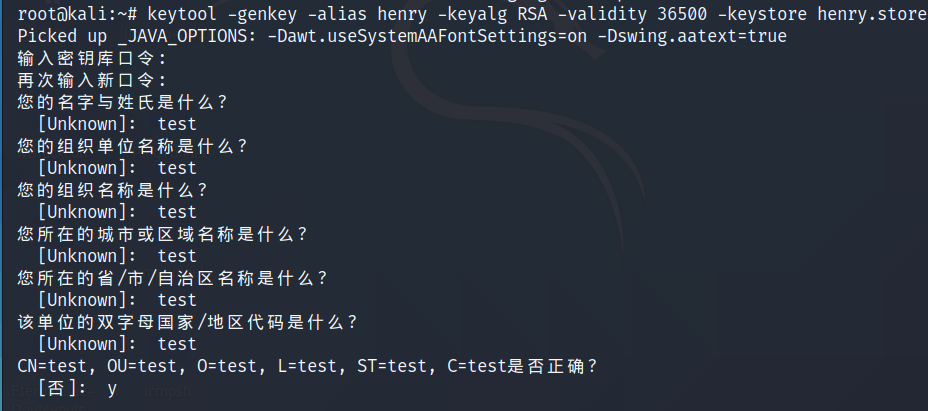 root@kali:~# keytool -genkey -alias henry -keyalg RSA -validity 36500 -keystore henry.store
Picked up _JAVA_OPTIONS: -Dawt.useSystemAAFontSettings=on -Dswing.aatext=true
输入密钥库口令:
再次输入新口令:
您的名字与姓氏是什么?
[Unknown]: test
您的组织单位名称是什么?
[Unknown]: test
您的组织名称是什么?
[Unknown]: test
您所在的城市或区域名称是什么?
[Unknown]: test
您所在的省/市/自治区名称是什么?
[Unknown]: test
该单位的双字母国家/地区代码是什么?
[Unknown]: test
CN=test, OU=test, O=test, L=test, ST=test, C=test是否正确?
[否]: y